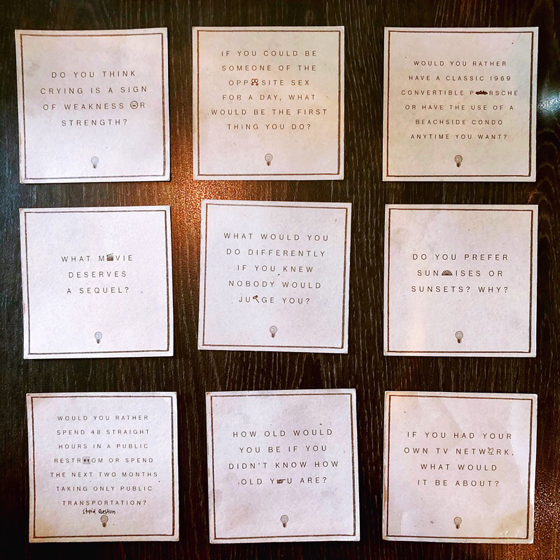 DO YOU THINK
CRYING IS A SIGN
OF WEAKNESS OR
STRENGTH?
IF YOU COULD BE
SOMEONE OF THE
OPPOSITE SEX
FOR A DAY, WHAT
WOULD BE THE FIRST
THING YOU DO?
WOULD YOU RATHER
HAVE A CLASSIC 1969
CONVERTIBLE PORSCHE
OR HAVE THE USE OF A
BEACHSIDE CONDO
ANYTIME YOU WANT?
WHAT MOVIE
DESERVES
A SEQUEL?
WHAT WOULD YOU
DO DIFFERENTLY
IF YOU KNEW
NOBODY WOULD
JUDGE YOU?
DO YOU PREFER
SUNRISES OR
SUNSETS? WHY?
WOULD YOU RATHER
SPEND 48 STRAIGHT
HOURS IN A PUBLIC
RESTROOM OR SPEND
THE NEXT TWO MONTHS
TAKING ONLY PUBLIC
TRANSPORTATION?
Stupid Question
HOW OLD WOULD
YOU BE IF YOU
DIDN'T KNOW HOW
OLD YOU ARE?
IF YOU HAD YOUR
OWN TV NETWORK,
WHAT WOULD
IT BE ABOUT?